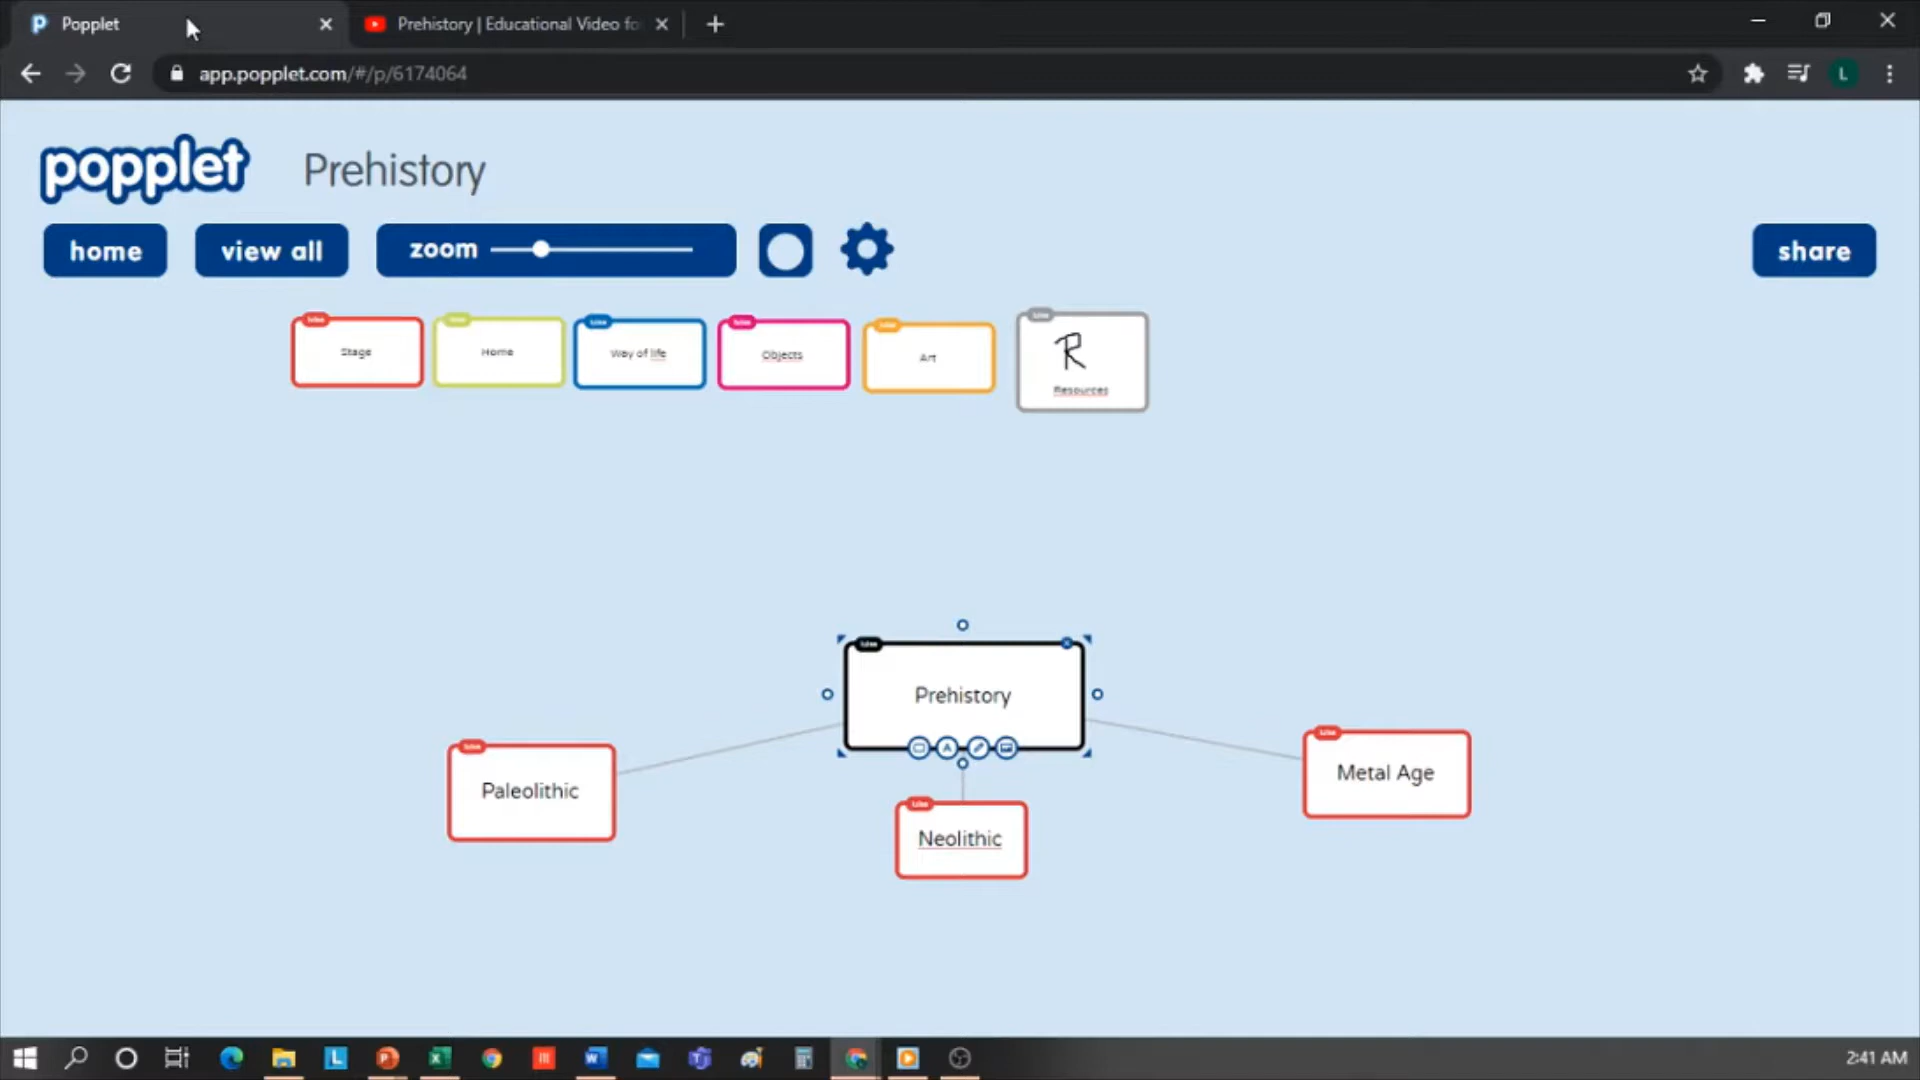 Popplet
Prehistory | Educational Video fo
app.popplet.com/#/p/6174064
L
popplet
Prehistory
home
view all
zoom
share
Stage
Home
Way of life
Objects
Art
R
Resources
Prehistory
A
Paleolithic
Neolithic
Metal Age
2:41 AM